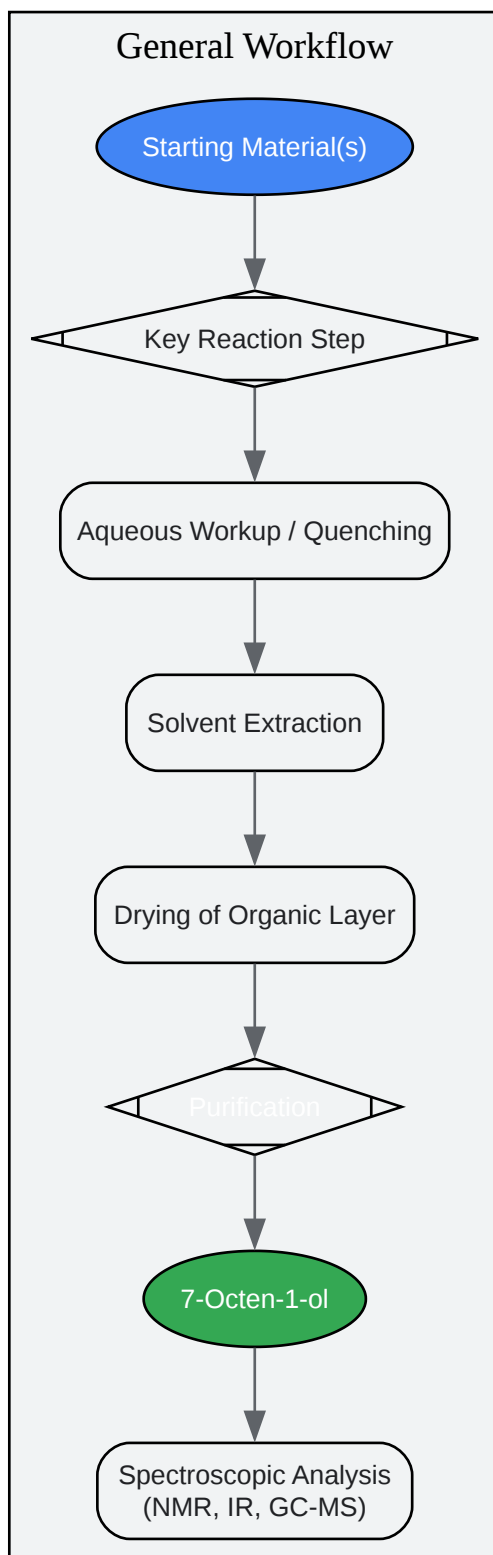 General Workflow
Starting Material(s)
Key Reaction Step
Aqueous Workup / Quenching
Solvent Extraction
Drying of Organic Layer
Purification
7-Octen-1-ol
Spectroscopic Analysis
(NMR, IR, GC-MS)